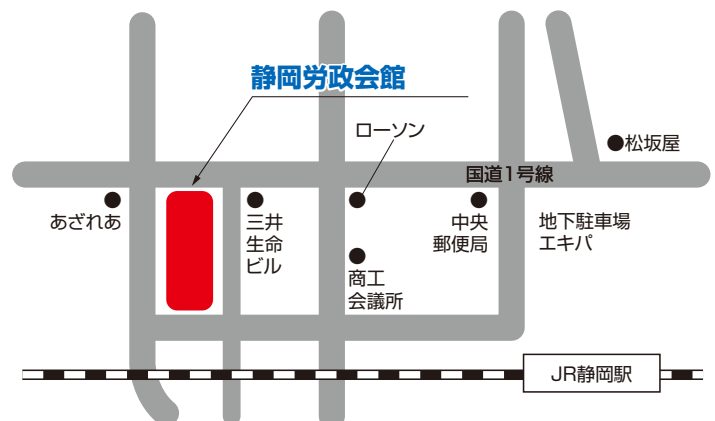 静岡労政会館
ローソン
松坂屋
国道1号線
あざれあ
三井
生命
ビル
中央
郵便局
地下駐車場
エキパ
商工
会議所
JR静岡駅